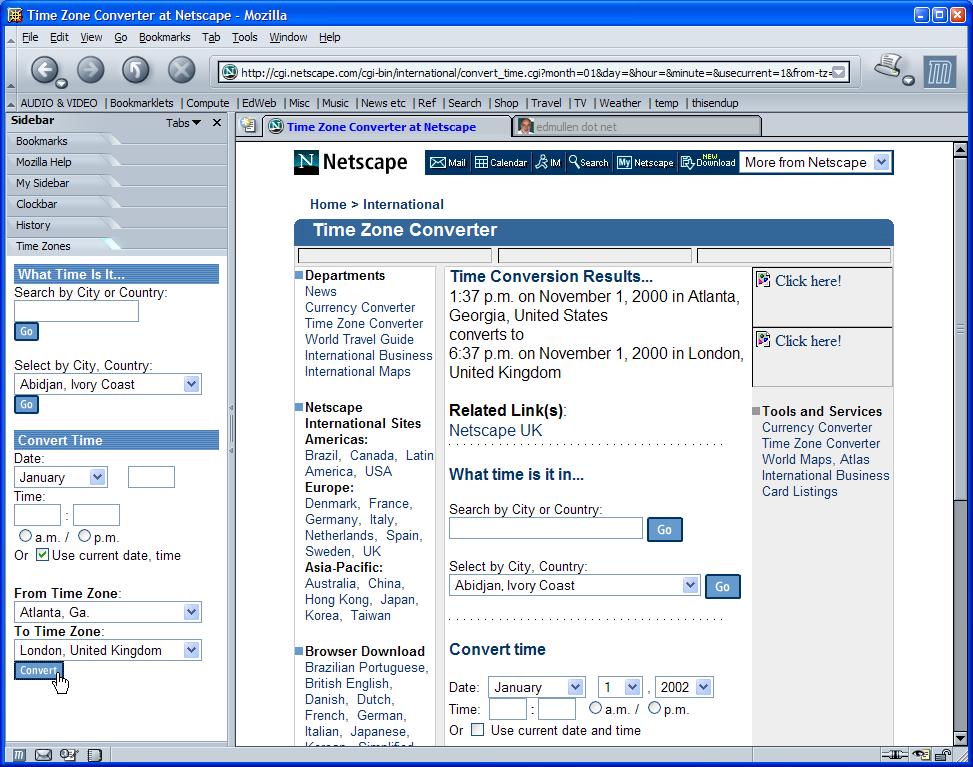 Time Zone Converter at Netscape - Mozilla
File Edit View Go Bookmarks Tab Tools Window Help
http://cgi.netscape.com/cgi-bin/international/convert_time.cgi?month=01&day=&hour=&minute=&usecurrent=1&from-tz=
AUDIO & VIDEO | Bookmarklets | Compute | EdWeb | Misc | Music | News etc | Ref | Search | Shop | Travel | TV | Weather | temp | thisendup
Sidebar
Tabs
Bookmarks
Mozilla Help
My Sidebar
Clockbar
History
Time Zones
What Time Is It...
Search by City or Country:
Go
Select by City, Country:
Abidjan, Ivory Coast
Go
Convert Time
Date:
January
Time:
:
a.m. / p.m.
Or Use current date, time
From Time Zone:
Atlanta, Ga.
To Time Zone:
London, United Kingdom
Convert
Time Zone Converter at Netscape
edmullen dot net
N Netscape
Mail Calendar IM Search My Netscape NEW Download More from Netscape
Home > International
Time Zone Converter
Departments
News
Currency Converter
Time Zone Converter
World Travel Guide
International Business
International Maps
Netscape
International Sites
Americas:
Brazil, Canada, Latin
America, USA
Europe:
Denmark, France,
Germany, Italy,
Netherlands, Spain,
Sweden, UK
Asia-Pacific:
Australia, China,
Hong Kong, Japan,
Korea, Taiwan
Browser Download
Brazilian Portuguese,
British English,
Danish, Dutch,
French, German,
Italian, Japanese,
Korean, Simplified
Time Conversion Results...
1:37 p.m. on November 1, 2000 in Atlanta,
Georgia, United States
converts to
6:37 p.m. on November 1, 2000 in London,
United Kingdom
Related Link(s):
Netscape UK
What time is it in...
Search by City or Country:
Go
Select by City, Country:
Abidjan, Ivory Coast
Go
Convert time
Date: January 1 , 2002
Time: : a.m. / p.m.
Or Use current date and time
Click here!
Click here!
Tools and Services
Currency Converter
Time Zone Converter
World Maps, Atlas
International Business
Card Listings